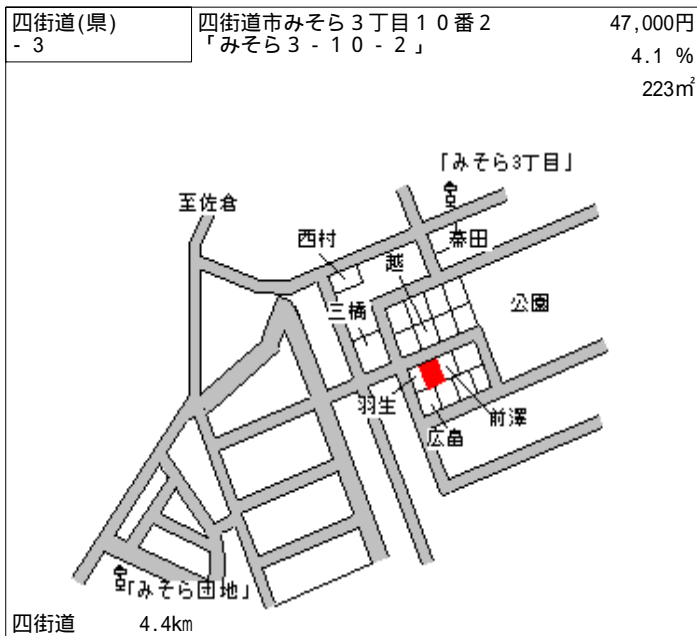 四街道(県)
- 3
四街道市みそら３丁目１０番２
「みそら３ - １０ - ２」
47,000円
4.1 %
223㎡
「みそら3丁目」
至佐倉
西村
秦田
越
公園
三橋
羽生
前澤
広畠
「みそら団地」
四街道 4.4km